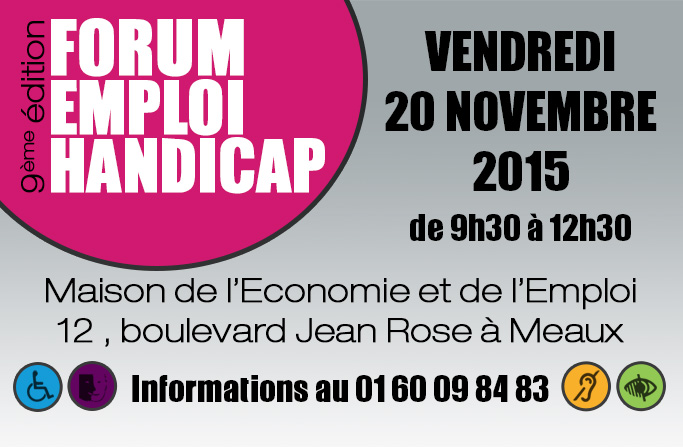 9ème édition
FORUM
EMPLOI
HANDICAP
VENDREDI
20 NOVEMBRE
2015
de 9h30 à 12h30
Maison de l'Economie et de l'Emploi
12 , boulevard Jean Rose à Meaux
Informations au 01 60 09 84 83